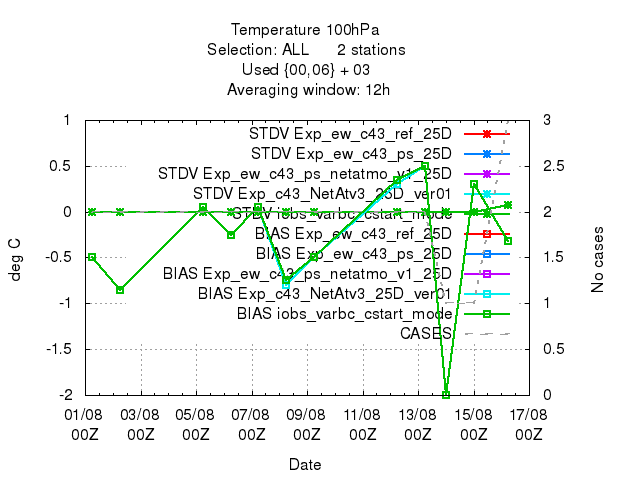 Temperature 100hPa
Selection: ALL 2 stations
Used {00,06} + 03
Averaging window: 12h
1 3
STDV Exp_ew_c43_ref_25D
STDV Exp_ew_c43_ps_25D
0.5 2.5
STDV Exp_ew_c43_ps_netatmo_v1_25D
STDV Exp_c43_NetAtv3_25D_ver01
0 2
STDV iobs_varbc_cstart_mode
BIAS Exp_ew_c43_ref_25D
deg C
No cases
BIAS Exp_ew_c43_ps_25D
-0.5 1.5
BIAS Exp_ew_c43_ps_netatmo_v1_25D
BIAS Exp_c43_NetAtv3_25D_ver01
-1 1
BIAS iobs_varbc_cstart_mode
CASES
-1.5 0.5
-2 0
01/08 03/08 05/08 07/08 09/08 11/08 13/08 15/08 17/08
00Z 00Z 00Z 00Z 00Z 00Z 00Z 00Z 00Z
Date